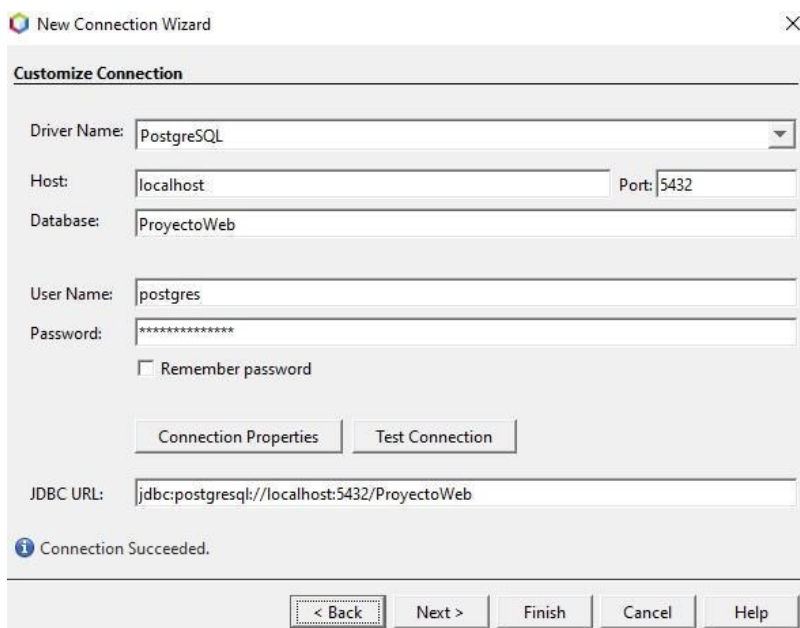 New Connection Wizard
Customize Connection
Driver Name: PostgreSQL
Host: localhost Port: 5432
Database: ProyectoWeb
User Name: postgres
Password: **************
Remember password
Connection Properties Test Connection
JDBC URL: jdbc:postgresql://localhost:5432/ProyectoWeb
Connection Succeeded.
< Back Next > Finish Cancel Help